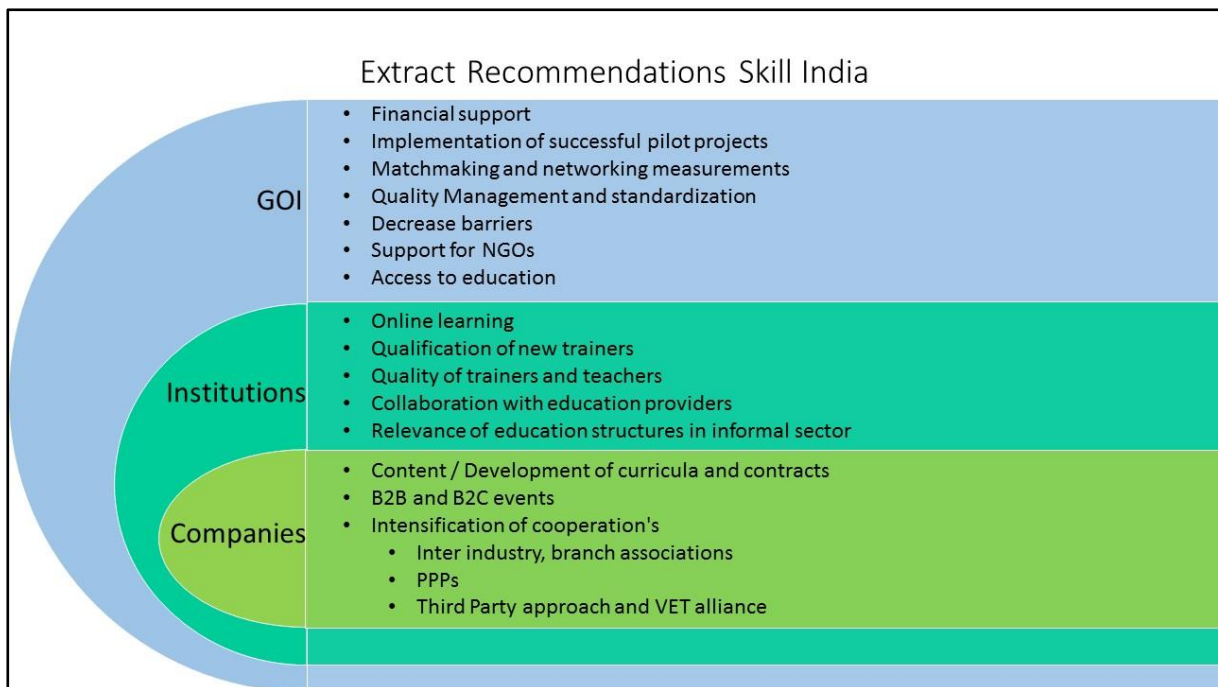 Extract Recommendations Skill India
GOI
• Financial support
• Implementation of successful pilot projects
• Matchmaking and networking measurements
• Quality Management and standardization
• Decrease barriers
• Support for NGOs
• Access to education
Institutions
• Online learning
• Qualification of new trainers
• Quality of trainers and teachers
• Collaboration with education providers
• Relevance of education structures in informal sector
Companies
• Content / Development of curricula and contracts
• B2B and B2C events
• Intensification of cooperation's
• Inter industry, branch associations
• PPPs
• Third Party approach and VET alliance